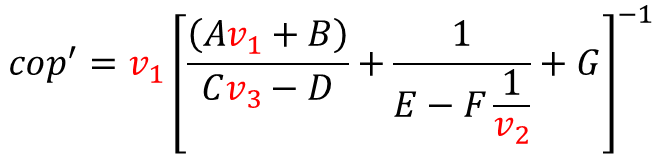 cop′ = v₁ [ (Av₁ + B) / (Cv₃ − D) + 1 / (E − F 1/v₂) + G ]⁻¹